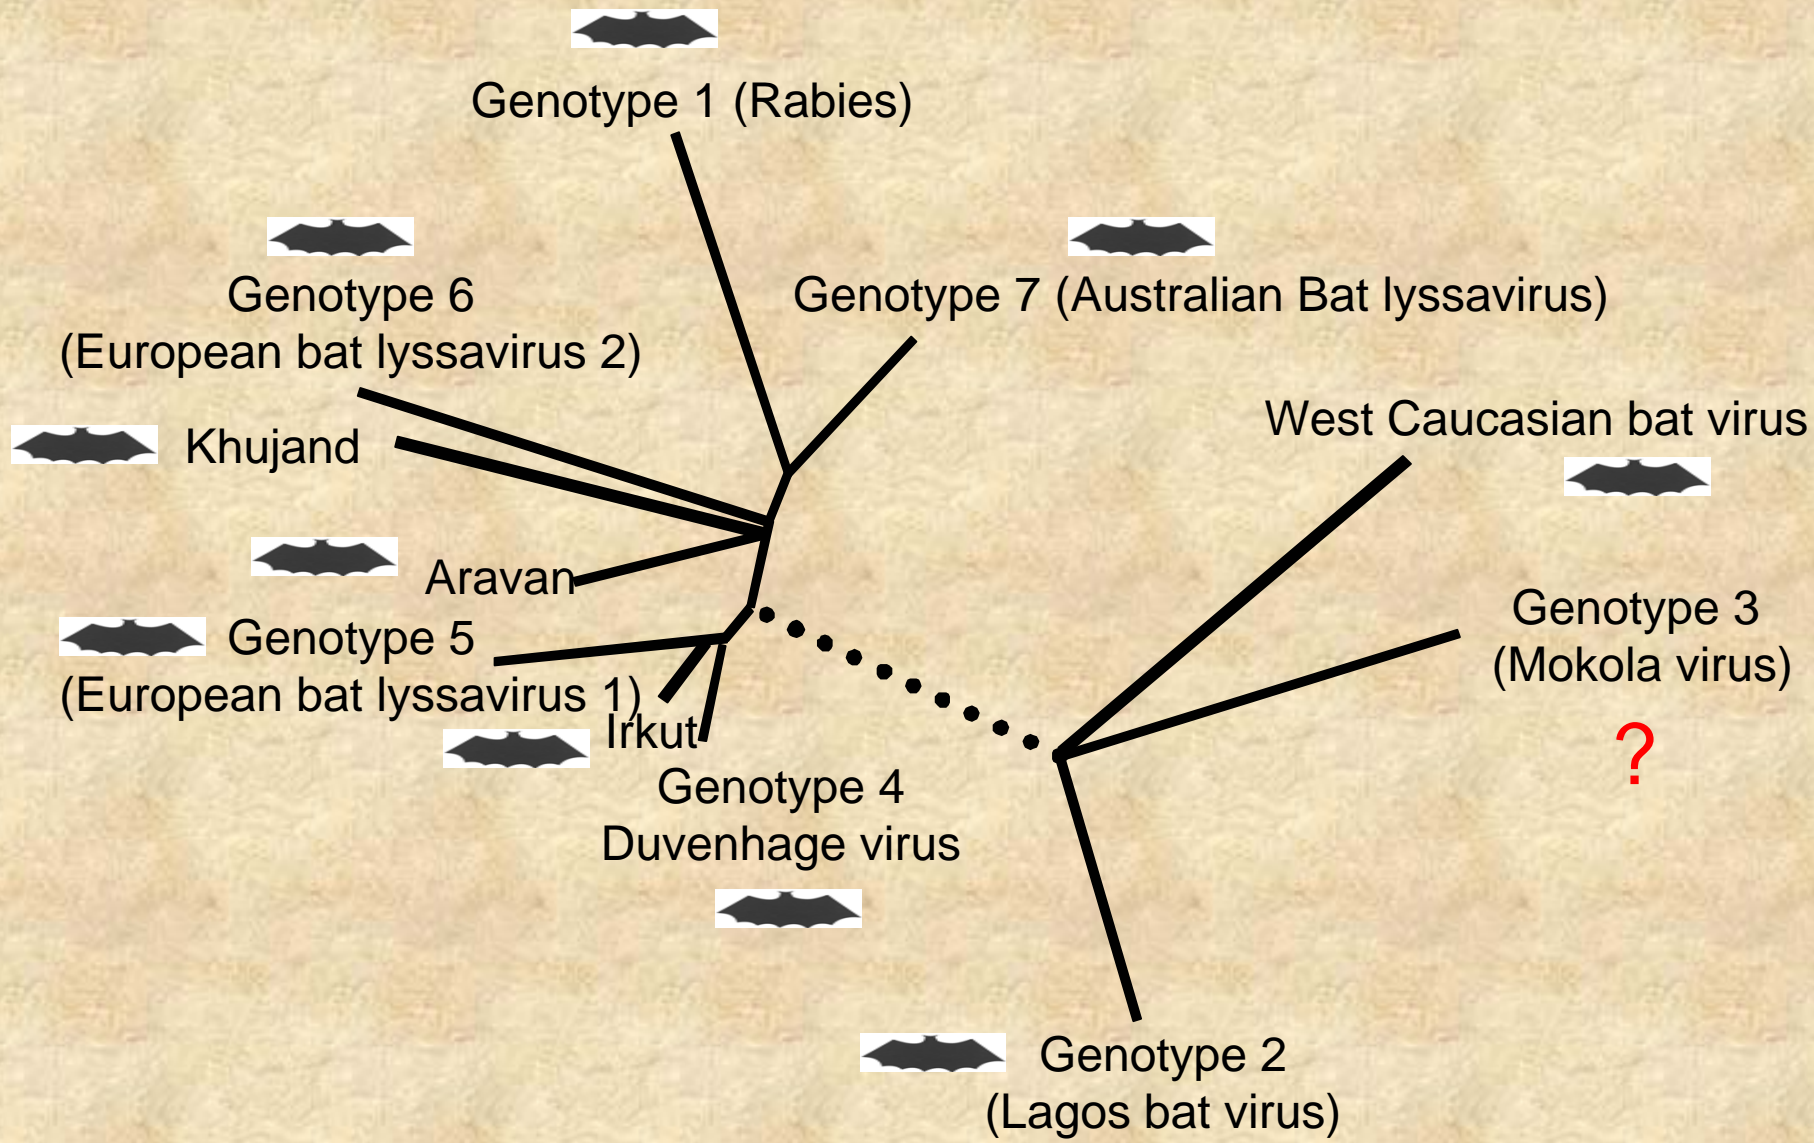 Genotype 1 (Rabies)
Genotype 6
(European bat lyssavirus 2)
Genotype 7 (Australian Bat lyssavirus)
Khujand
West Caucasian bat virus
Aravan
Genotype 5
(European bat lyssavirus 1)
Genotype 3
(Mokola virus)
?
Irkut
Genotype 4
Duvenhage virus
Genotype 2
(Lagos bat virus)